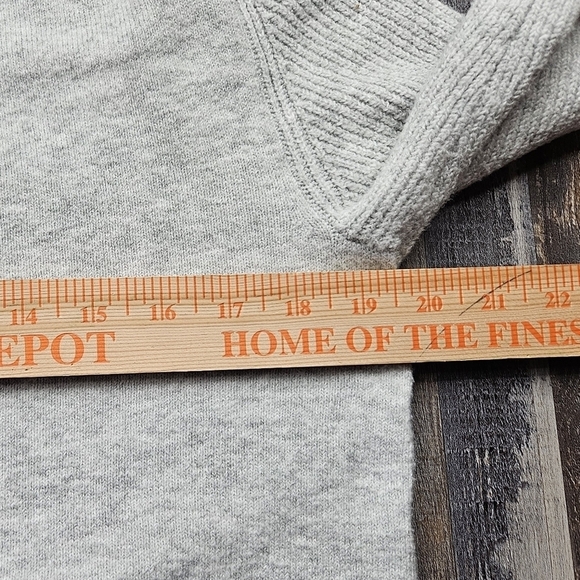 14 15 16 17 18 19 20 21 22
EPOT HOME OF THE FINES